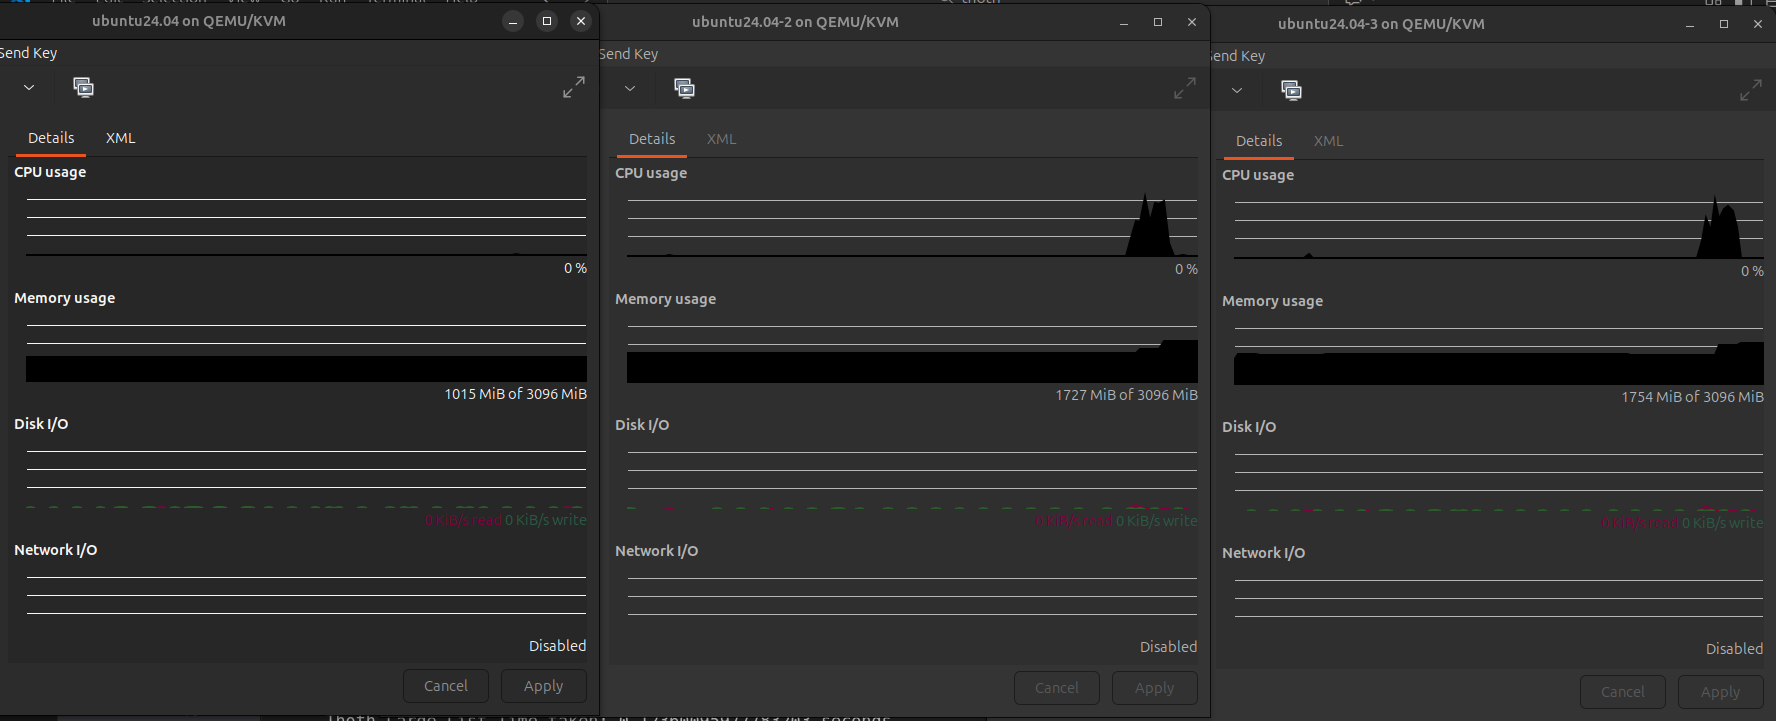 ubuntu24.04 on QEMU/KVM
Send Key
Details XML
CPU usage
0 %
Memory usage
1015 MiB of 3096 MiB
Disk I/O
0 KiB/s read 0 KiB/s write
Network I/O
Disabled
Cancel Apply
ubuntu24.04-2 on QEMU/KVM
Send Key
Details XML
CPU usage
0 %
Memory usage
1727 MiB of 3096 MiB
Disk I/O
0 KiB/s read 0 KiB/s write
Network I/O
Disabled
Cancel Apply
ubuntu24.04-3 on QEMU/KVM
Send Key
Details XML
CPU usage
0 %
Memory usage
1754 MiB of 3096 MiB
Disk I/O
0 KiB/s read 0 KiB/s write
Network I/O
Disabled
Cancel Apply